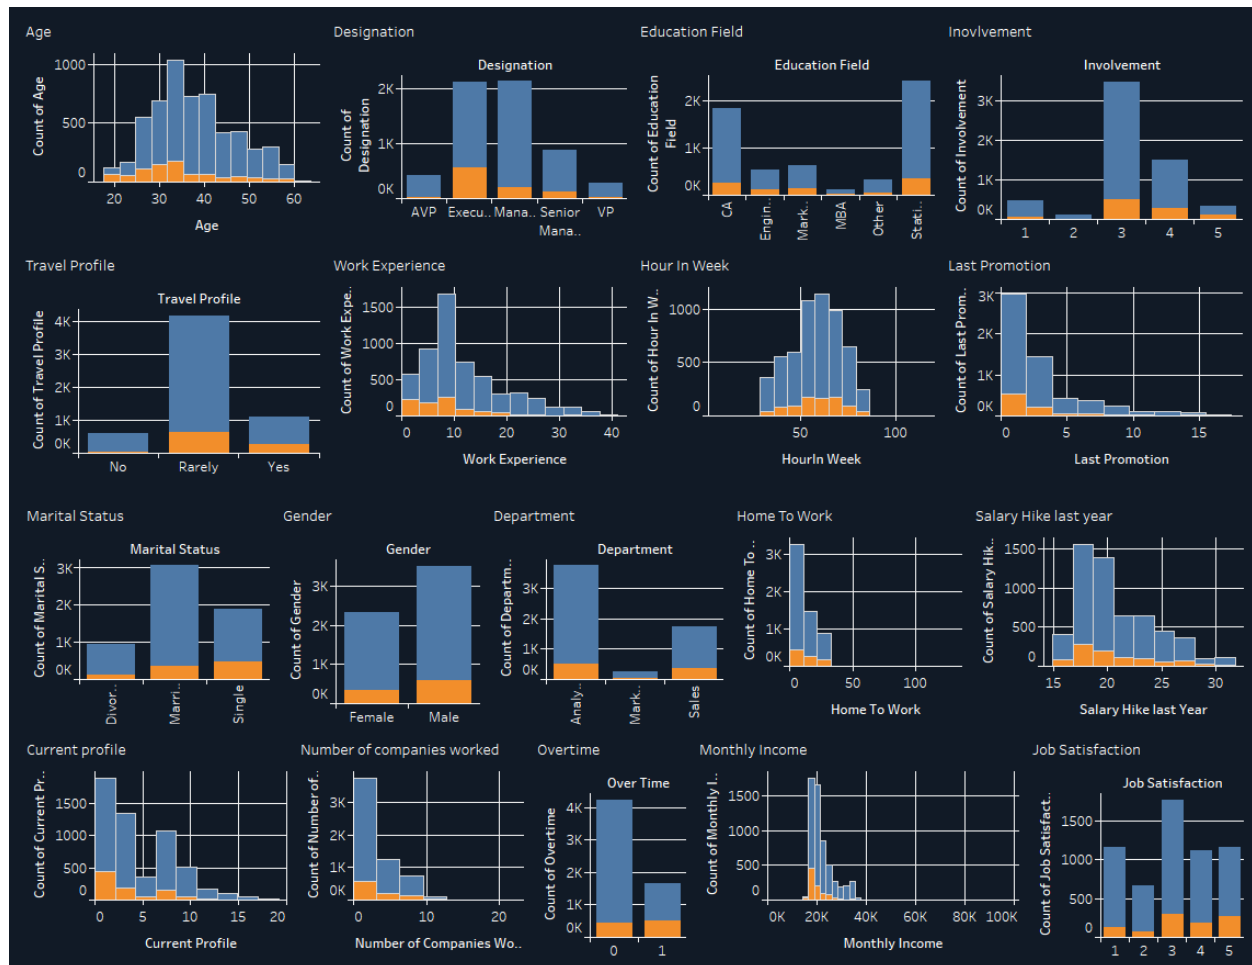 Age
Designation
Education Field
Inovlvement
Count of Age
1000
500
0
20 30 40 50 60
Age
Designation
Count of
Designation
2K
1K
0K
AVP Execu.. Mana.. Senior VP
Mana..
Education Field
Count of Education
Field
2K
1K
0K
CA Engin.. Mark.. MBA Other Stati..
Involvement
Count of Involvement
3K
2K
1K
0K
1 2 3 4 5
Travel Profile
Work Experience
Hour In Week
Last Promotion
Travel Profile
Count of Travel Profile
4K
3K
2K
1K
0K
No Rarely Yes
Count of Work Expe..
1500
1000
500
0
0 10 20 30 40
Work Experience
Count of Hour In W..
1000
500
0
50 100
HourIn Week
Count of Last Prom..
3K
2K
1K
0K
0 5 10 15
Last Promotion
Marital Status
Gender
Department
Home To Work
Salary Hike last year
Marital Status
Count of Marital S..
3K
2K
1K
0K
Divor.. Marri.. Single
Gender
Count of Gender
3K
2K
1K
0K
Female Male
Department
Count of Departm..
3K
2K
1K
0K
Analy.. Mark.. Sales
Count of Home To ..
3K
2K
1K
0K
0 50 100
Home To Work
Count of Salary Hik..
1500
1000
500
0
15 20 25 30
Salary Hike last Year
Current profile
Number of companies worked
Overtime
Monthly Income
Job Satisfaction
Count of Current Pr..
1500
1000
500
0
0 5 10 15 20
Current Profile
Count of Number of..
3K
2K
1K
0K
0 10 20
Number of Companies Wo..
Over Time
Count of Overtime
4K
3K
2K
1K
0K
0 1
Count of Monthly I..
1500
1000
500
0
0K 20K 40K 60K 80K 100K
Monthly Income
Job Satisfaction
Count of Job Satisfact..
1500
1000
500
0
1 2 3 4 5